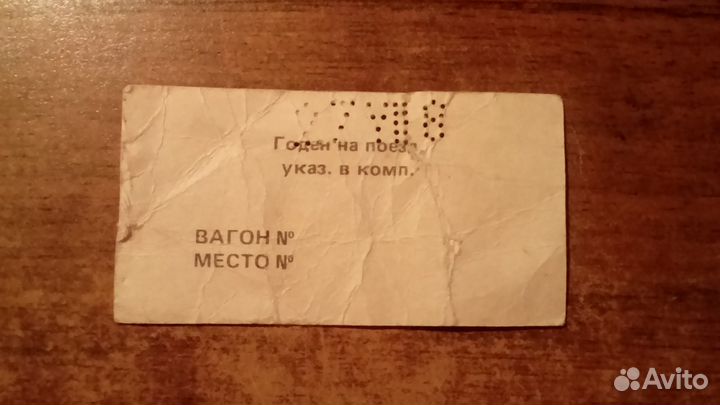 Годен на поезд,
указ. в комп.
ВАГОН №
МЕСТО №
Avito